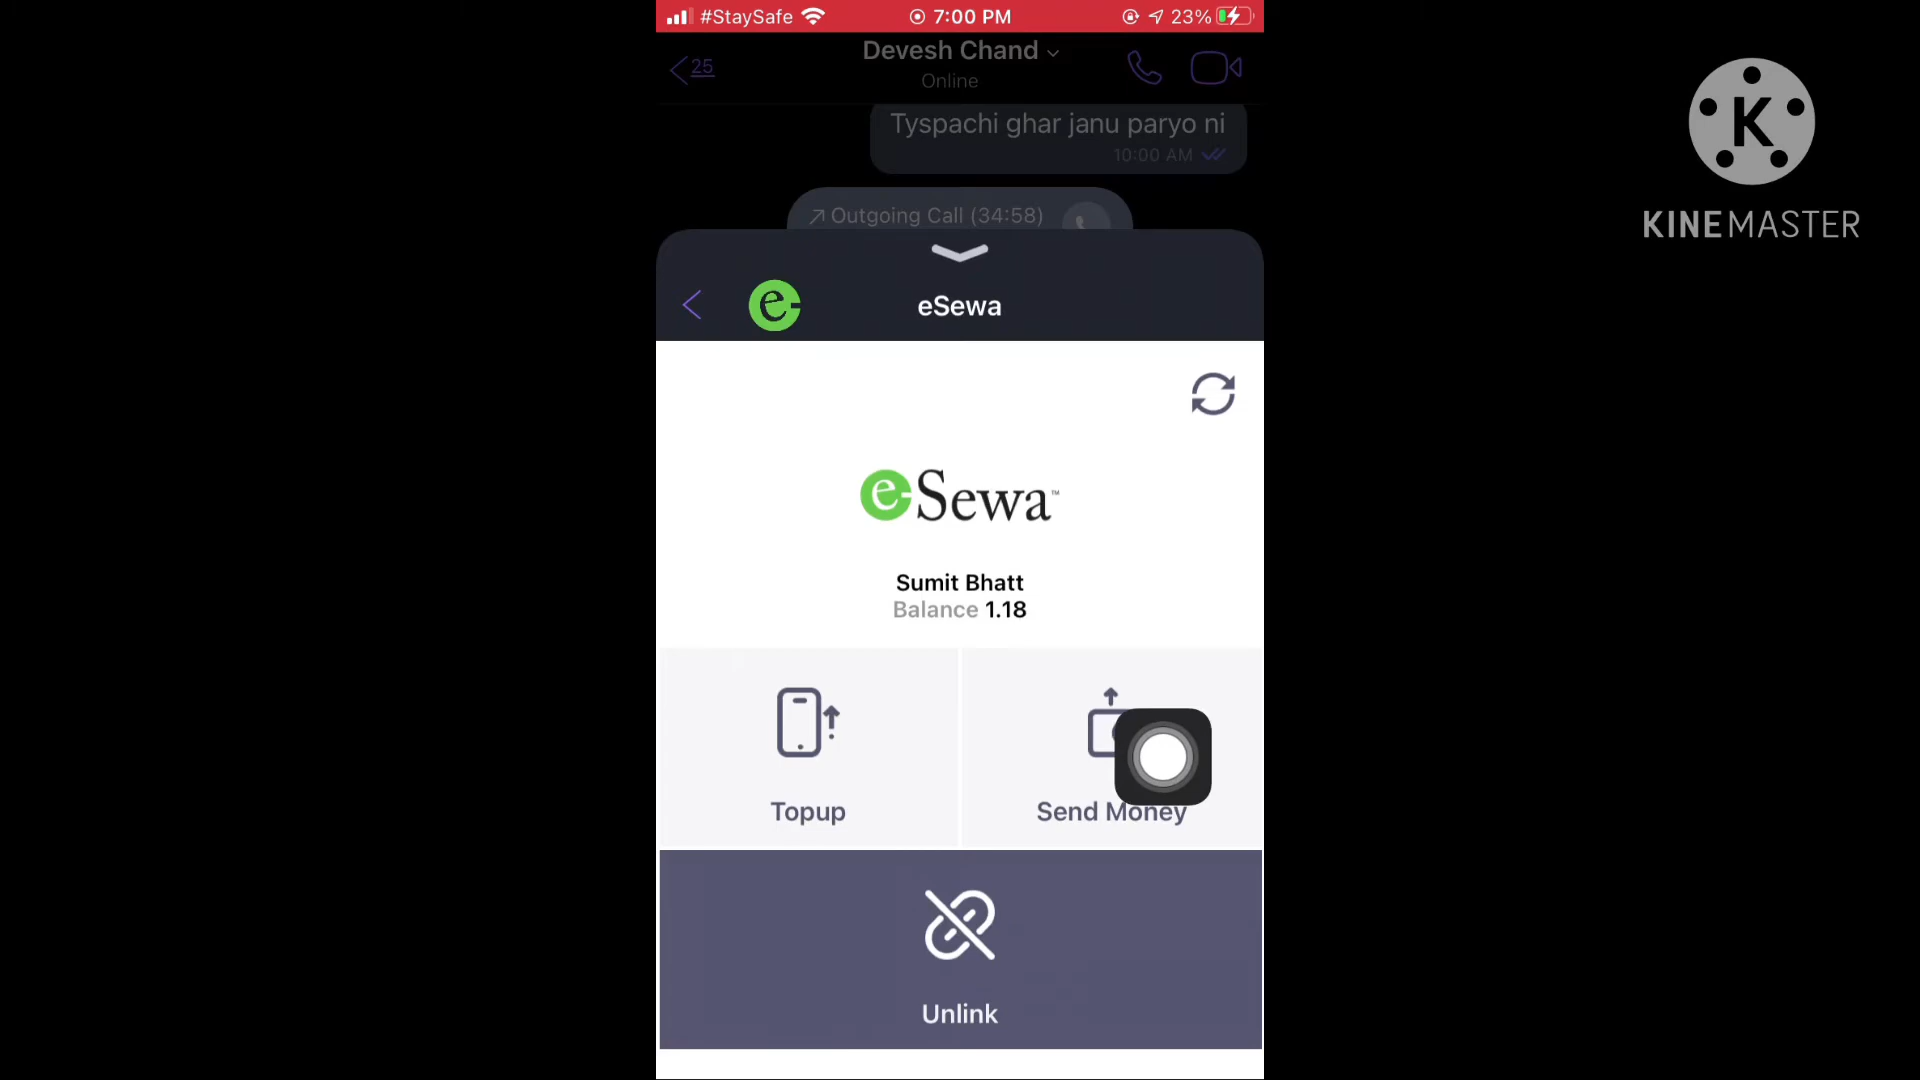 #StaySafe 7:00 PM 23%
25 Devesh Chand
Online
Tyspachi ghar janu paryo ni
10:00 AM
Outgoing Call (34:58)
e eSewa
e-Sewa™
Sumit Bhatt
Balance 1.18
Topup
Send Money
Unlink
K
KINEMASTER